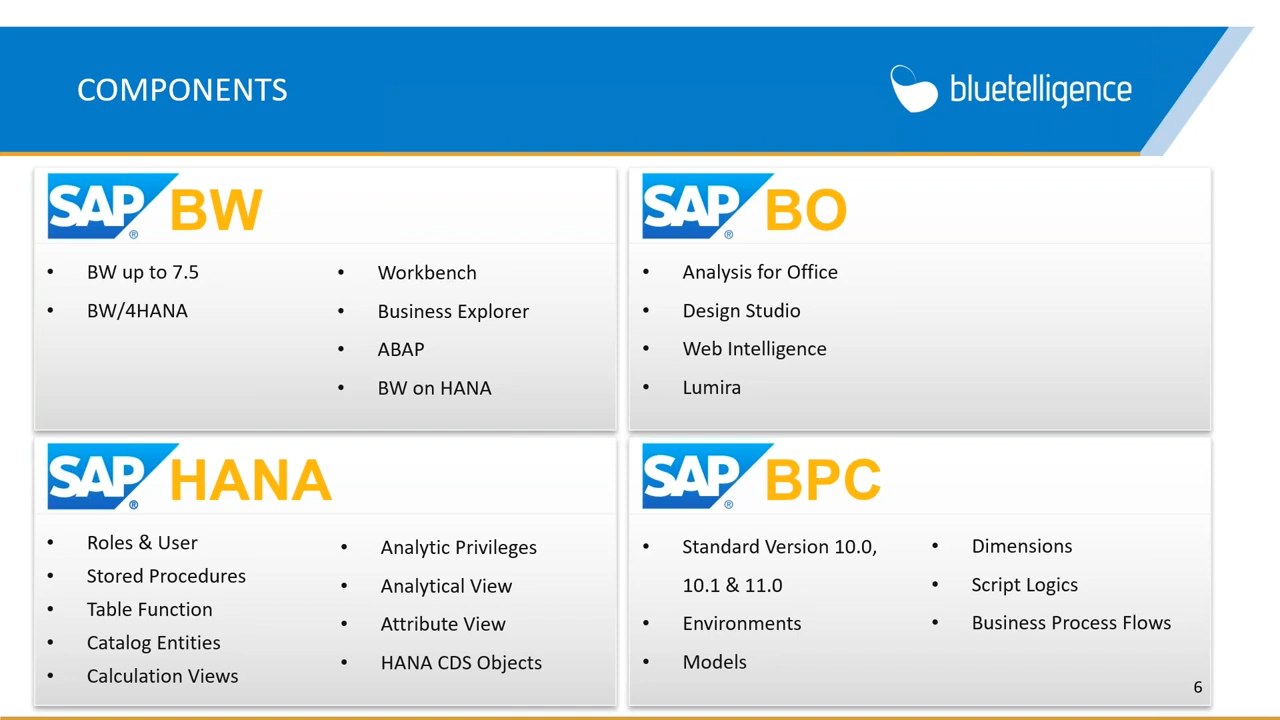 COMPONENTS
bluetelligence
SAP® BW
• BW up to 7.5
• BW/4HANA
• Workbench
• Business Explorer
• ABAP
• BW on HANA
SAP® BO
• Analysis for Office
• Design Studio
• Web Intelligence
• Lumira
SAP® HANA
• Roles & User
• Stored Procedures
• Table Function
• Catalog Entities
• Calculation Views
• Analytic Privileges
• Analytical View
• Attribute View
• HANA CDS Objects
SAP® BPC
• Standard Version 10.0,
10.1 & 11.0
• Environments
• Models
• Dimensions
• Script Logics
• Business Process Flows
6